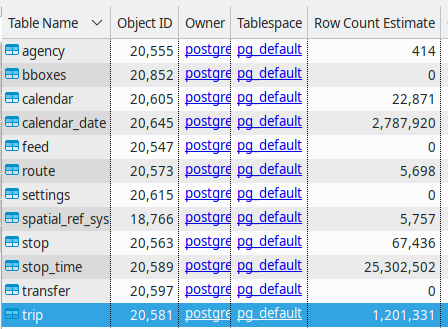 Table Name Object ID Owner Tablespace Row Count Estimate
agency 20,555 postgre pg_default 414
bboxes 20,852 postgre pg_default 0
calendar 20,605 postgre pg_default 22,871
calendar_date 20,645 postgre pg_default 2,787,920
feed 20,547 postgre pg_default 0
route 20,573 postgre pg_default 5,698
settings 20,615 postgre pg_default 0
spatial_ref_sys 18,766 postgre pg_default 5,757
stop 20,563 postgre pg_default 67,436
stop_time 20,589 postgre pg_default 25,302,502
transfer 20,597 postgre pg_default 0
trip 20,581 postgre pg_default 1,201,331